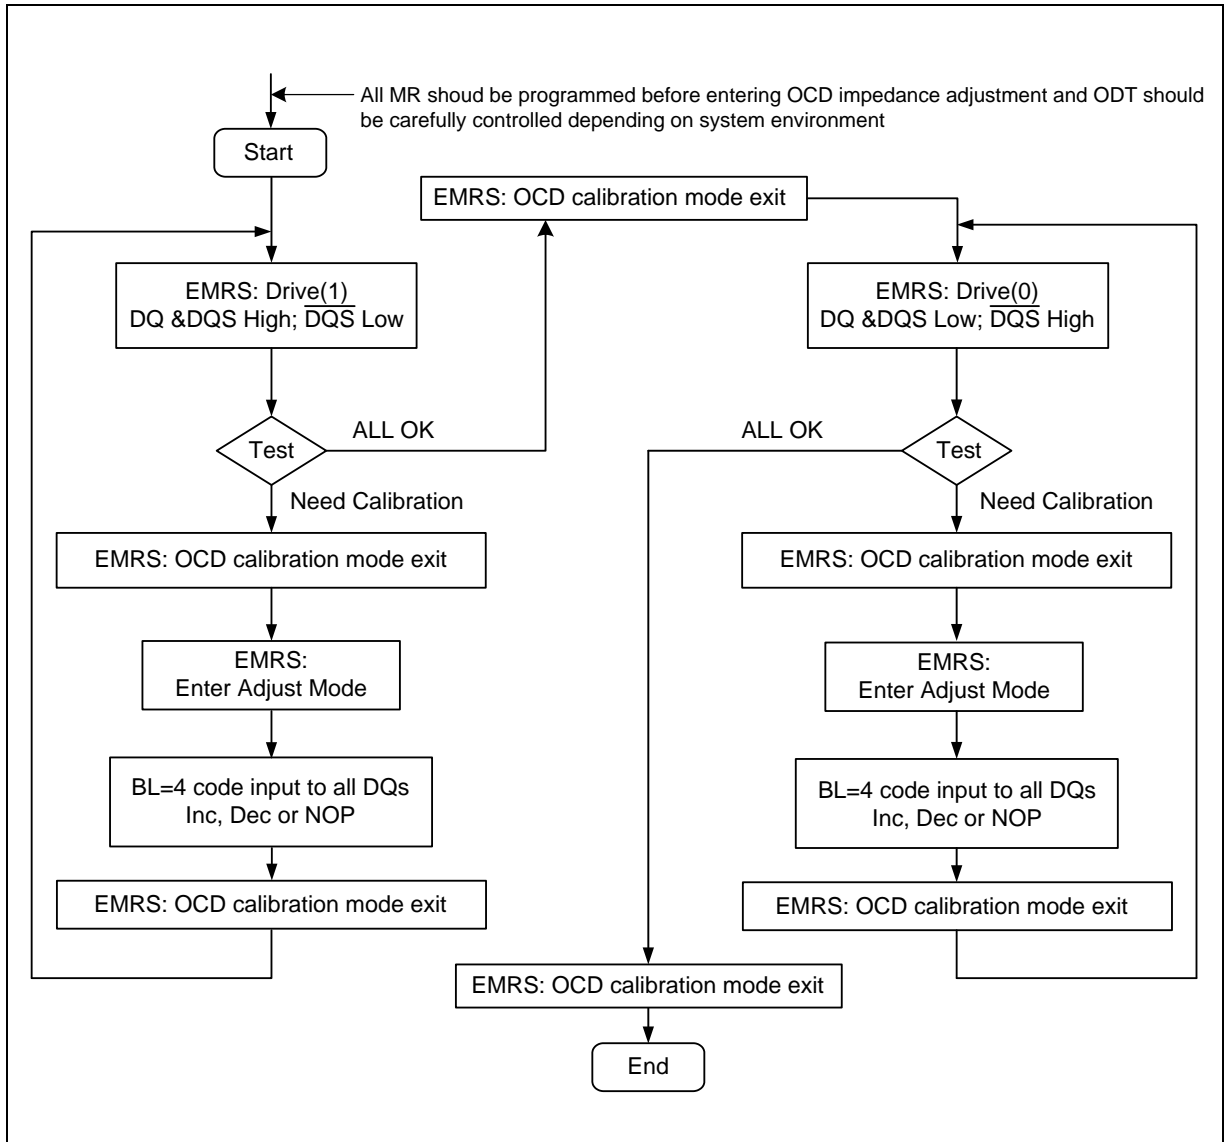 All MR shoud be programmed before entering OCD impedance adjustment and ODT should
be carefully controlled depending on system environment
Start
EMRS: OCD calibration mode exit
EMRS: Drive(1)
DQ &DQS High; D̅Q̅S̅ Low
EMRS: Drive(0)
DQ &DQS Low; D̅Q̅S̅ High
Test
ALL OK
Need Calibration
ALL OK
Test
Need Calibration
EMRS: OCD calibration mode exit
EMRS: OCD calibration mode exit
EMRS:
Enter Adjust Mode
EMRS:
Enter Adjust Mode
BL=4 code input to all DQs
Inc, Dec or NOP
BL=4 code input to all DQs
Inc, Dec or NOP
EMRS: OCD calibration mode exit
EMRS: OCD calibration mode exit
EMRS: OCD calibration mode exit
End